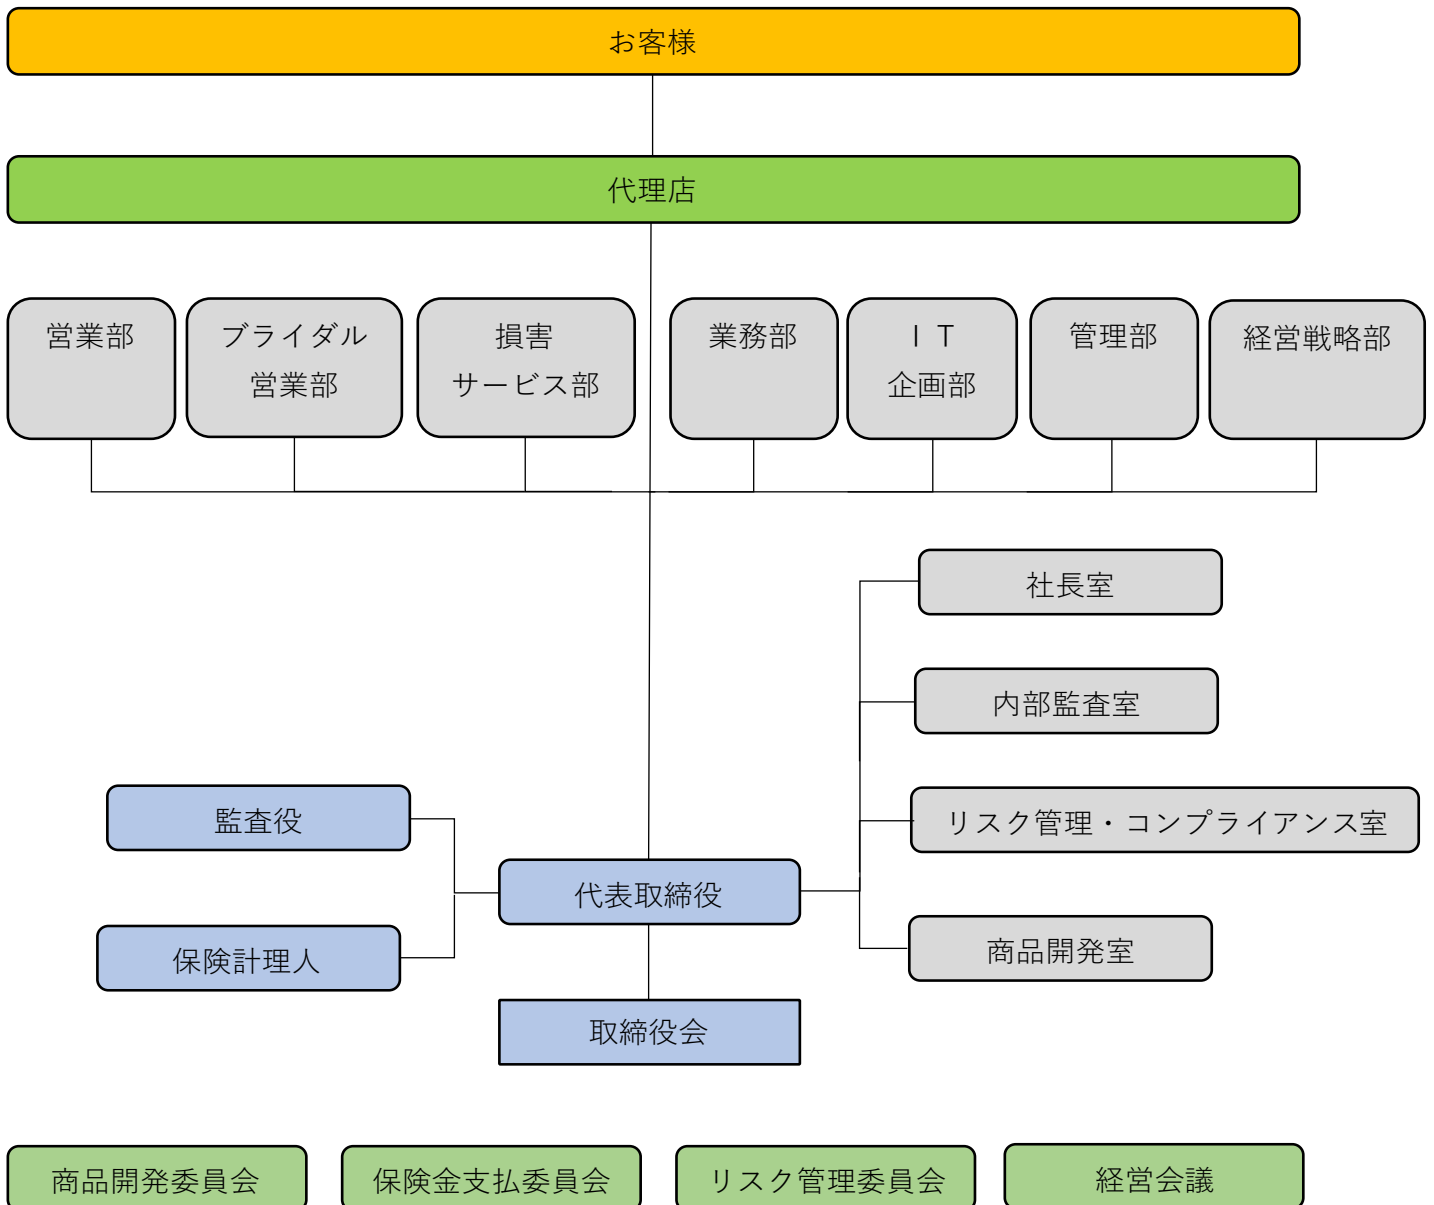 お客様
代理店
営業部
ブライダル
営業部
損害
サービス部
業務部
ＩＴ
企画部
管理部
経営戦略部
社長室
内部監査室
リスク管理・コンプライアンス室
商品開発室
監査役
保険計理人
代表取締役
取締役会
商品開発委員会
保険金支払委員会
リスク管理委員会
経営会議